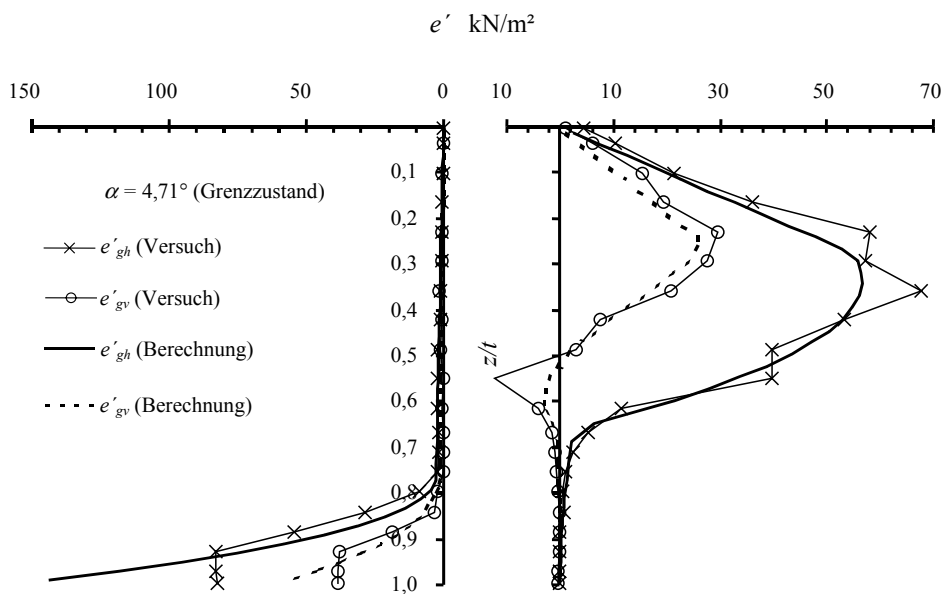 e´ kN/m²
150 100 50 0 10 10 30 50 70
0,1
α = 4,71° (Grenzzustand)
0,2
e´gh (Versuch)
0,3
e´gv (Versuch)
0,4
e´gh (Berechnung)
0,5
z/t
e´gv (Berechnung)
0,6
0,7
0,8
0,9
1,0